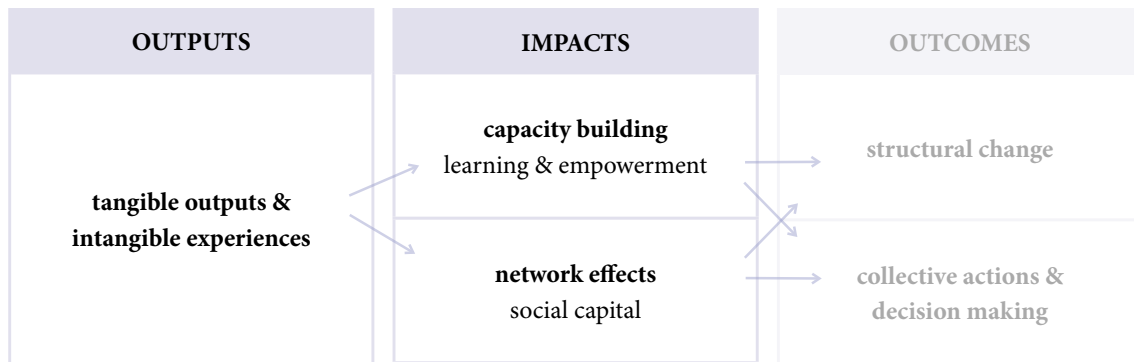 OUTPUTS
tangible outputs &
intangible experiences
IMPACTS
capacity building
learning & empowerment
network effects
social capital
OUTCOMES
structural change
collective actions &
decision making